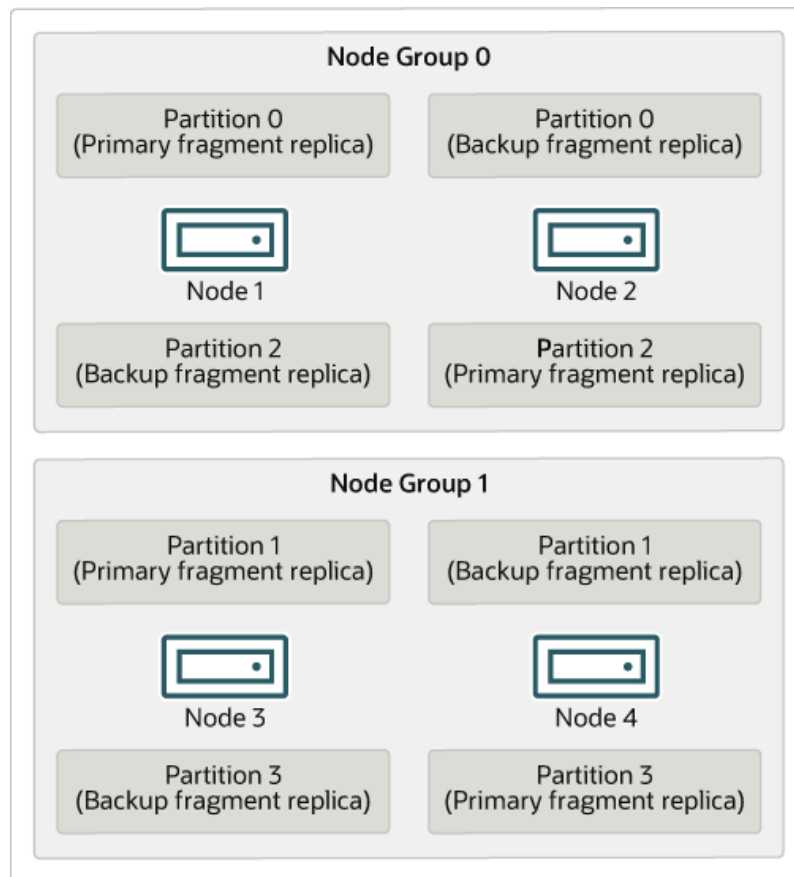 Node Group 0
Partition 0
(Primary fragment replica)
Partition 0
(Backup fragment replica)
Node 1
Node 2
Partition 2
(Backup fragment replica)
Partition 2
(Primary fragment replica)
Node Group 1
Partition 1
(Primary fragment replica)
Partition 1
(Backup fragment replica)
Node 3
Node 4
Partition 3
(Backup fragment replica)
Partition 3
(Primary fragment replica)